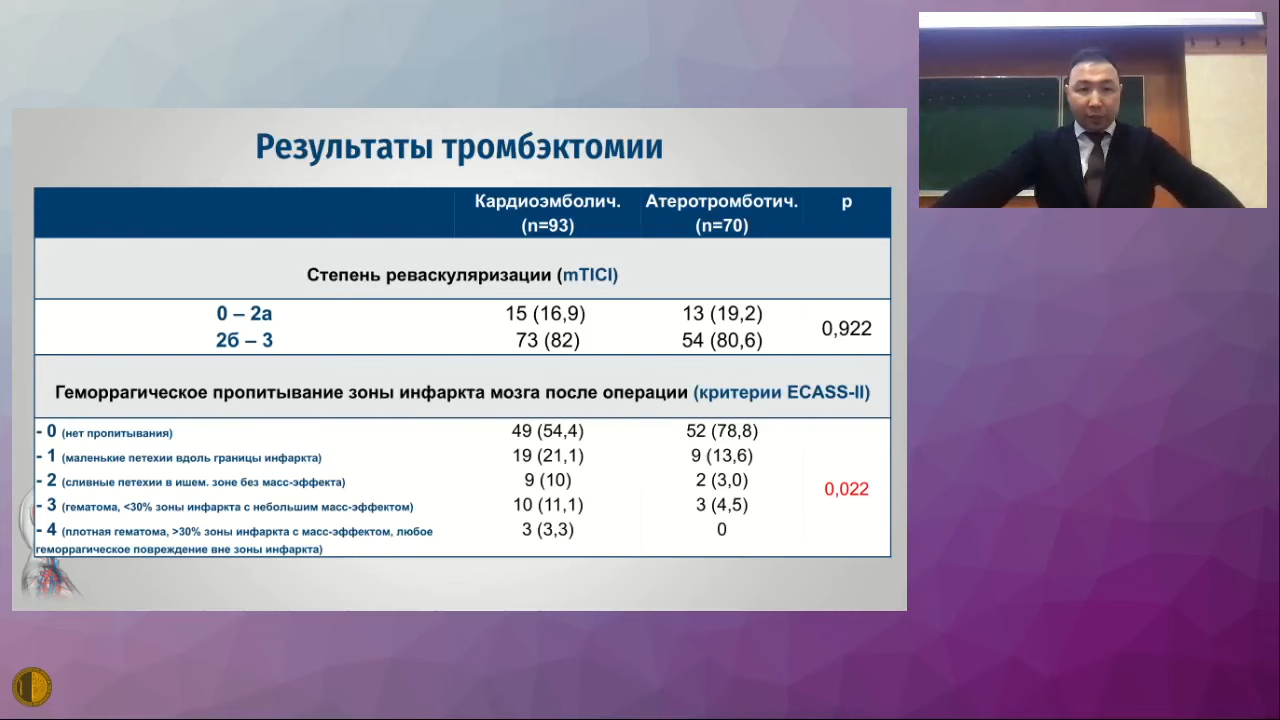 Результаты тромбэктомии
Кардиоэмболич. Атеротромботич. р
(n=93) (n=70)
Степень реваскуляризации (mTICI)
0 – 2а 15 (16,9) 13 (19,2)
0,922
2б – 3 73 (82) 54 (80,6)
Геморрагическое пропитывание зоны инфаркта мозга после операции (критерии ECASS-II)
- 0 (нет пропитывания) 49 (54,4) 52 (78,8)
- 1 (маленькие петехии вдоль границы инфаркта) 19 (21,1) 9 (13,6)
- 2 (сливные петехии в ишем. зоне без масс-эффекта) 9 (10) 2 (3,0)
0,022
- 3 (гематома, <30% зоны инфаркта с небольшим масс-эффектом) 10 (11,1) 3 (4,5)
- 4 (плотная гематома, >30% зоны инфаркта с масс-эффектом, любое 3 (3,3) 0
геморрагическое повреждение вне зоны инфаркта)